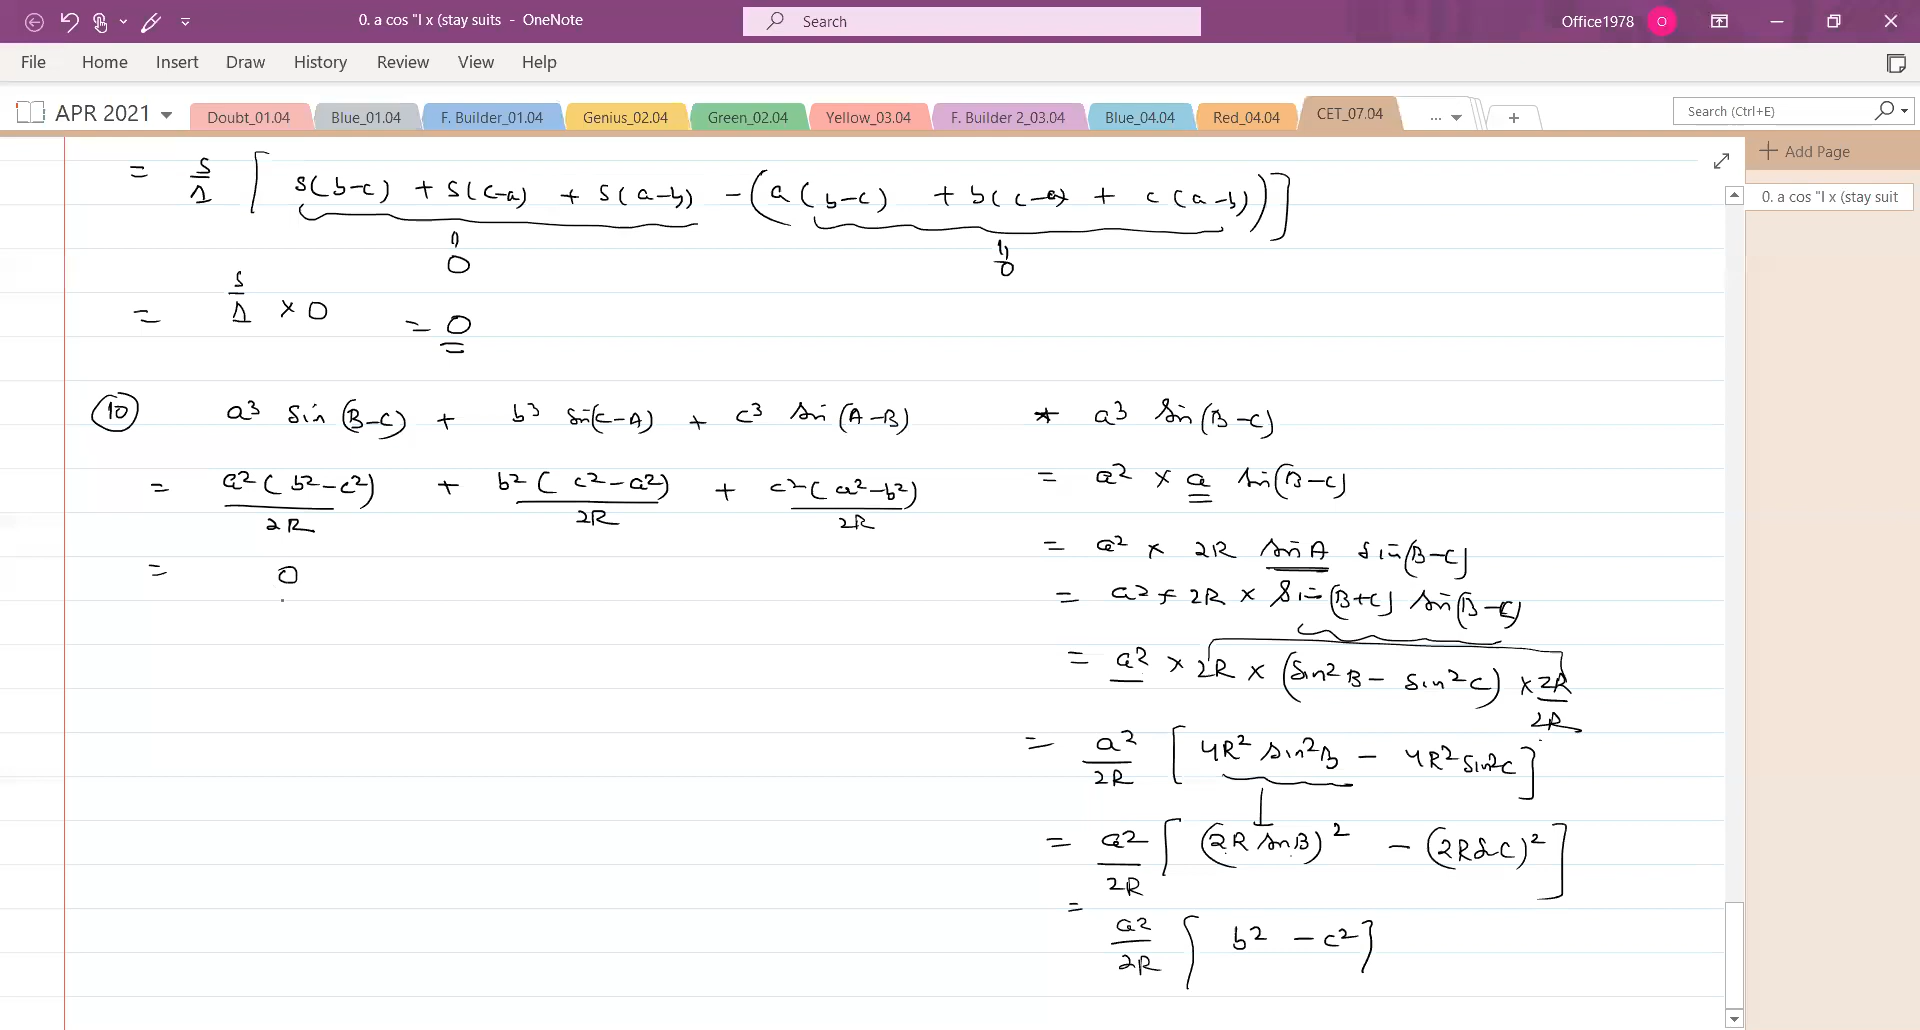 0. a cos "I x (stay suits - OneNote
Search
Office1978
O
File Home Insert Draw History Review View Help
APR 2021
Doubt_01.04 Blue_01.04 F. Builder_01.04 Genius_02.04 Green_02.04 Yellow_03.04 F. Builder 2_03.04 Blue_04.04 Red_04.04 CET_07.04 ... +
Search (Ctrl+E)
+ Add Page
0. a cos "I x (stay suit
= s/Δ [ s(b-c) + s(c-a) + s(a-b) - (a(b-c) + b(c-a) + c(a-b)) ]
0 0
= s/Δ × 0 = 0
10 a³ sin (B-C) + b³ sin(C-A) + c³ sin (A-B)
= a²(b²-c²)/2R + b²(c²-a²)/2R + c²(a²-b²)/2R
= 0
* a³ sin (B-C)
= a² × a sin(B-C)
= a² × 2R sin A sin(B-C)
= a² × 2R × sin (B+C) sin(B-C)
= a² × 2R × (sin²B - sin²C) × 2R/2R
= a²/2R [ 4R² sin²B - 4R² sin²C ]
= a²/2R [ (2R sin B)² - (2R sin C)² ]
= a²/2R [ b² - c² ]